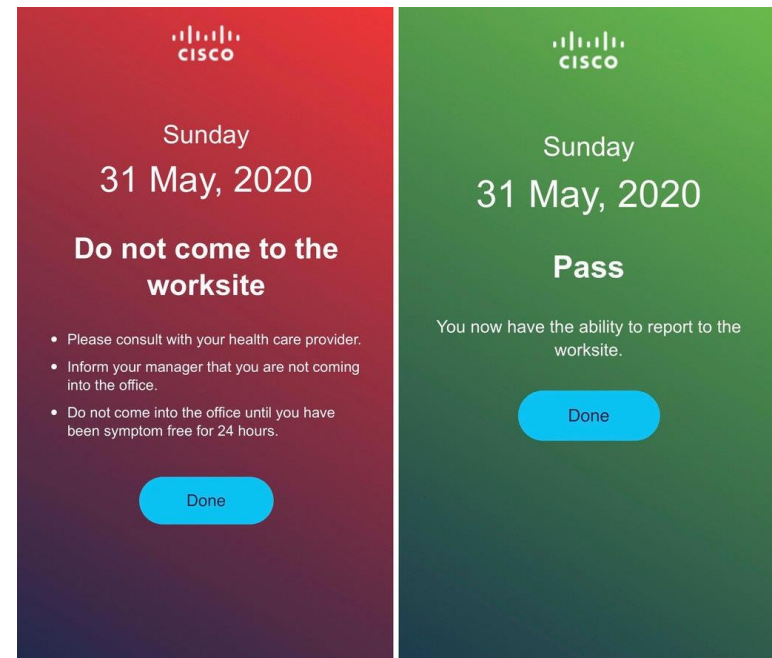 CISCO
Sunday
31 May, 2020
Do not come to the
worksite
• Please consult with your health care provider.
• Inform your manager that you are not coming
into the office.
• Do not come into the office until you have
been symptom free for 24 hours.
Done
CISCO
Sunday
31 May, 2020
Pass
You now have the ability to report to the
worksite.
Done